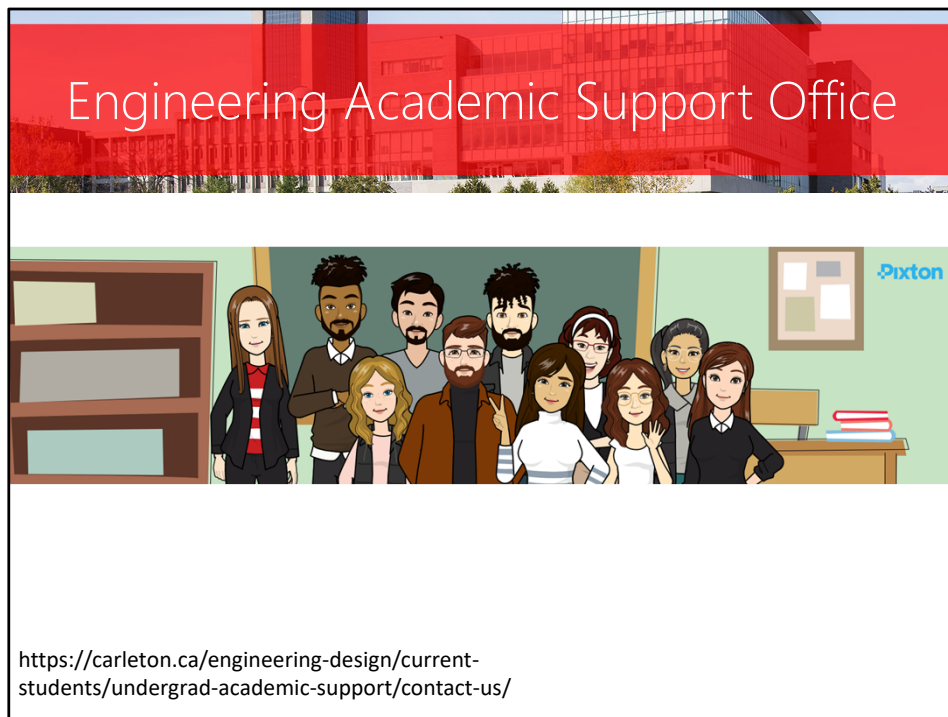 Engineering Academic Support Office
Pixton
https://carleton.ca/engineering-design/current-
students/undergrad-academic-support/contact-us/